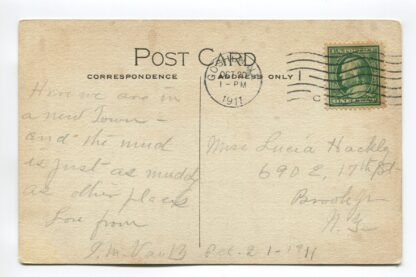 POST CARD
CORRESPONDENCE
ADDRESS ONLY
1-PM
1911
Here we are in
a new Town -
and the mud
is just as muddy
as other places
Love from
Oct. 21-1911
Miss Lucia Hackly
690 E. 17th St
Brooklyn
N.Y.